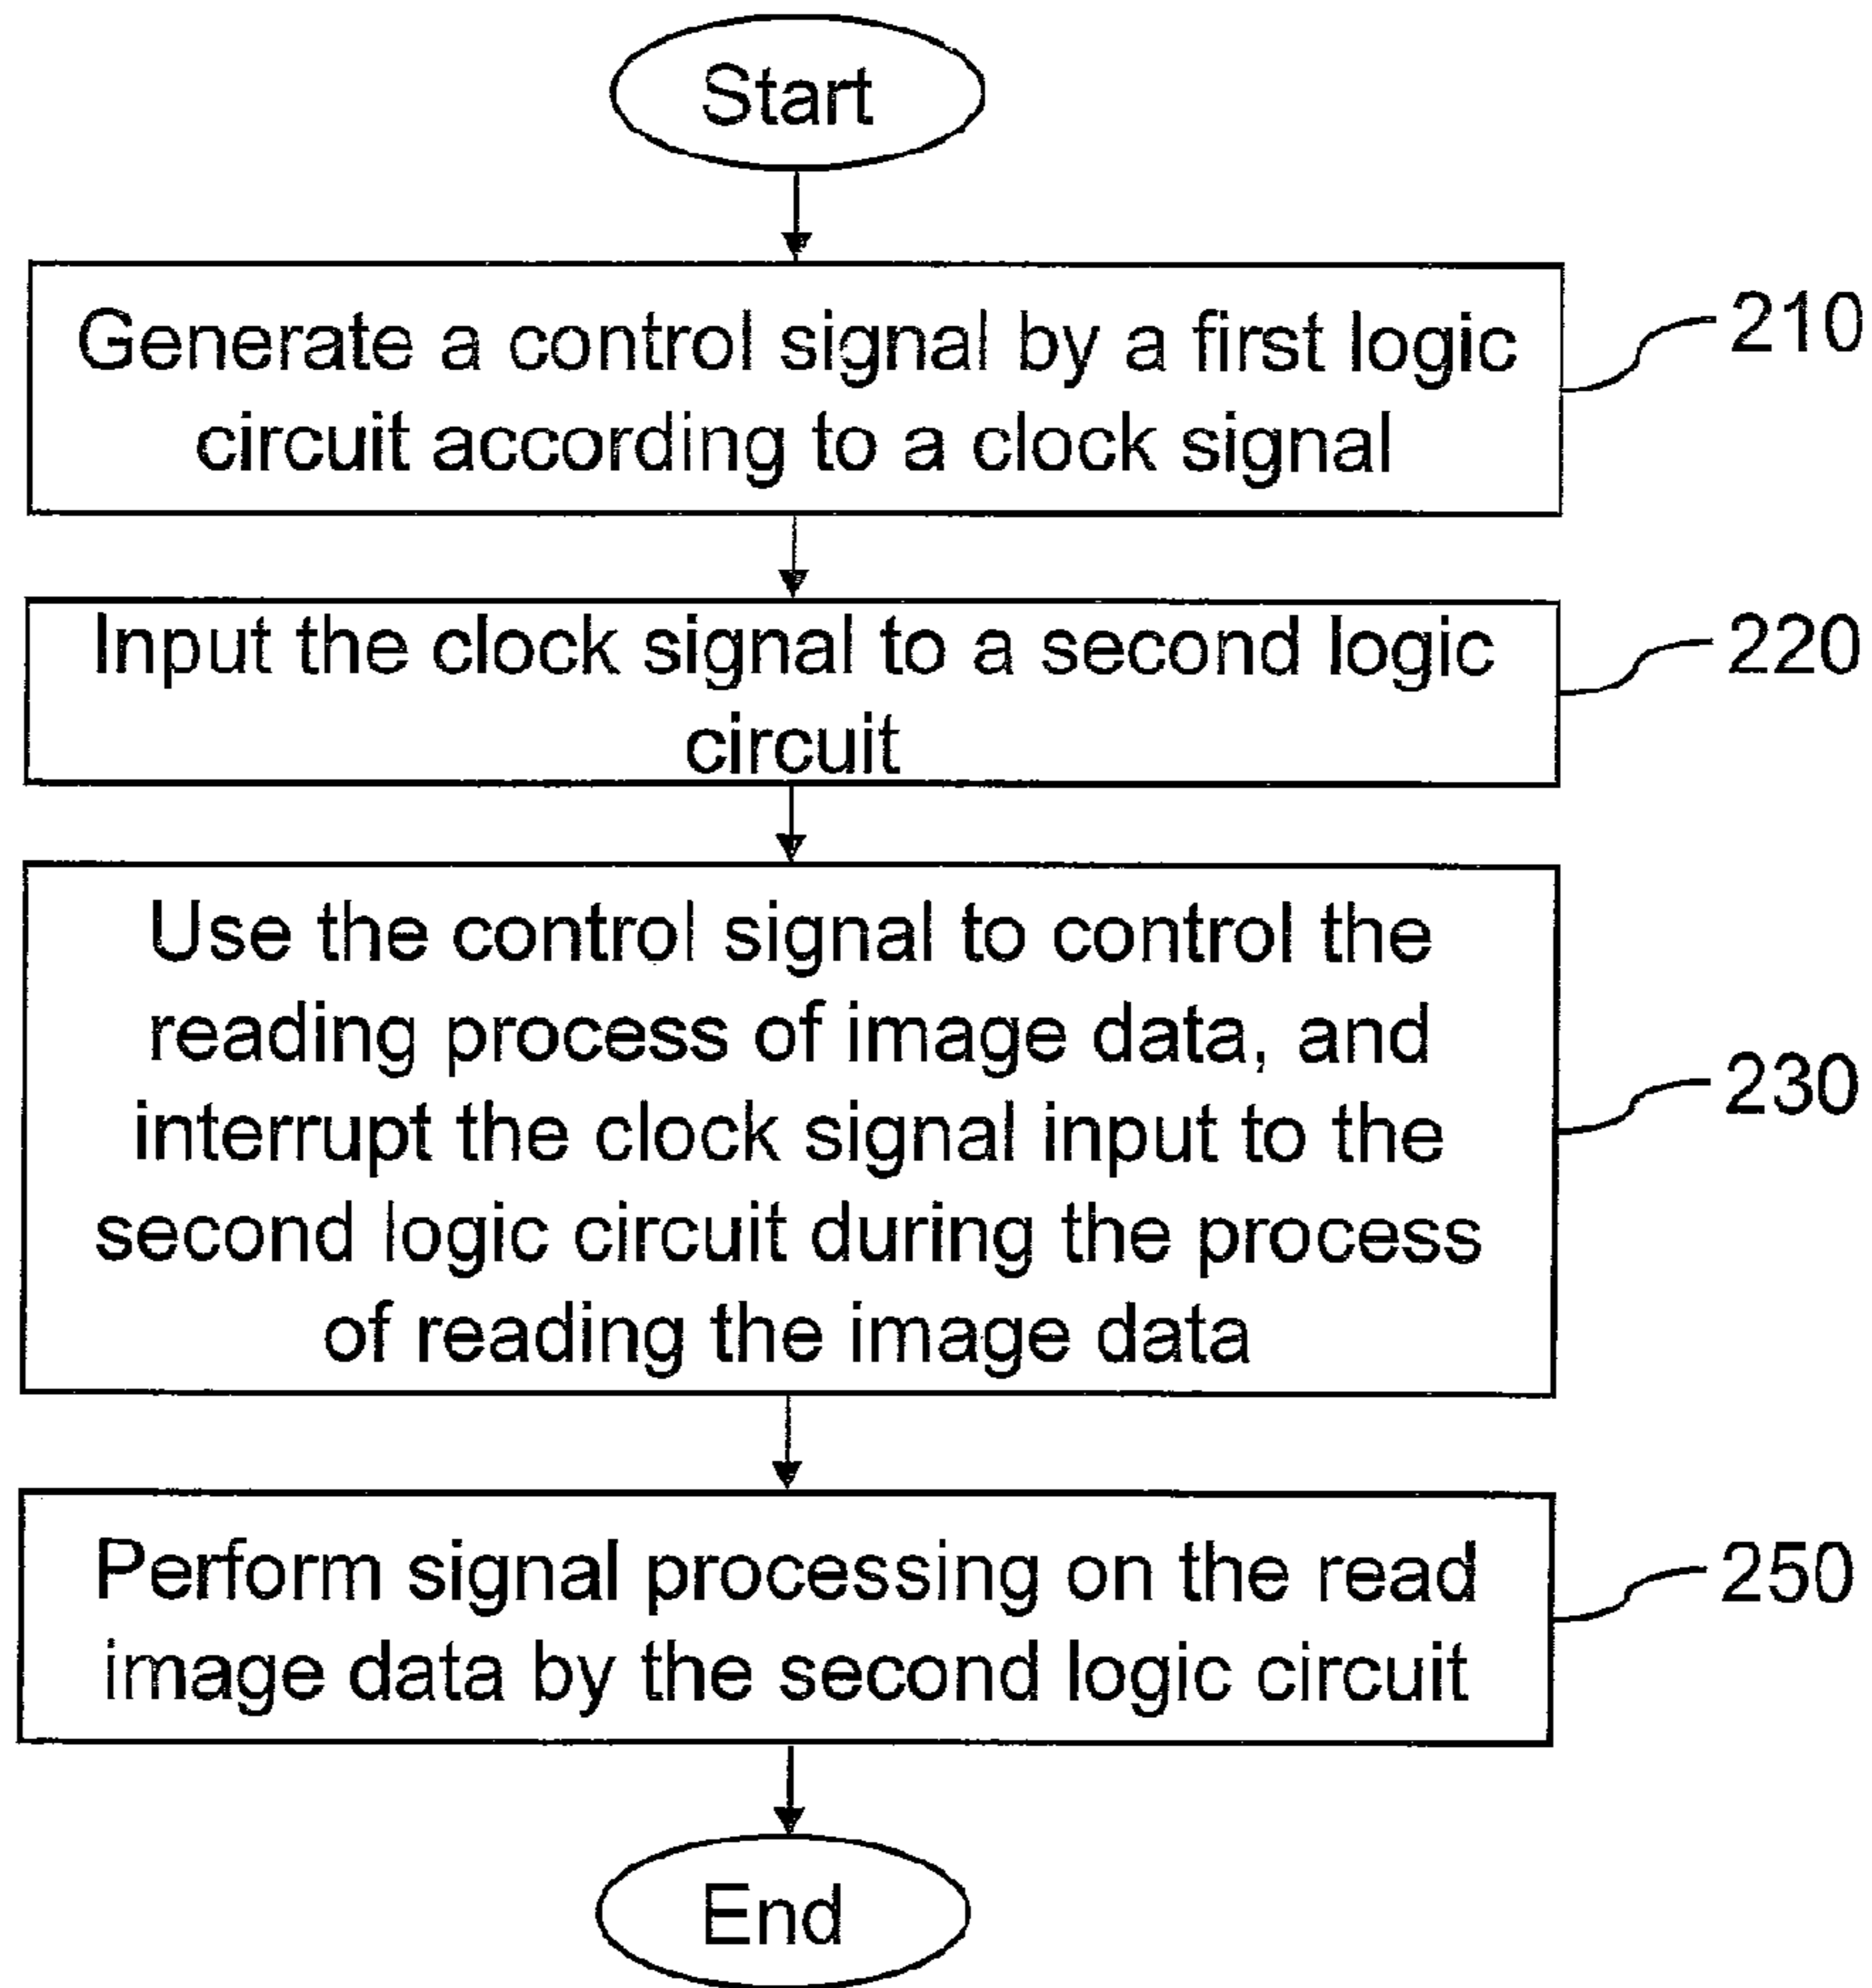 Start
Generate a control signal by a first logic
circuit according to a clock signal
210
Input the clock signal to a second logic
circuit
220
Use the control signal to control the
reading process of image data, and
interrupt the clock signal input to the
second logic circuit during the process
of reading the image data
230
Perform signal processing on the read
image data by the second logic circuit
250
End